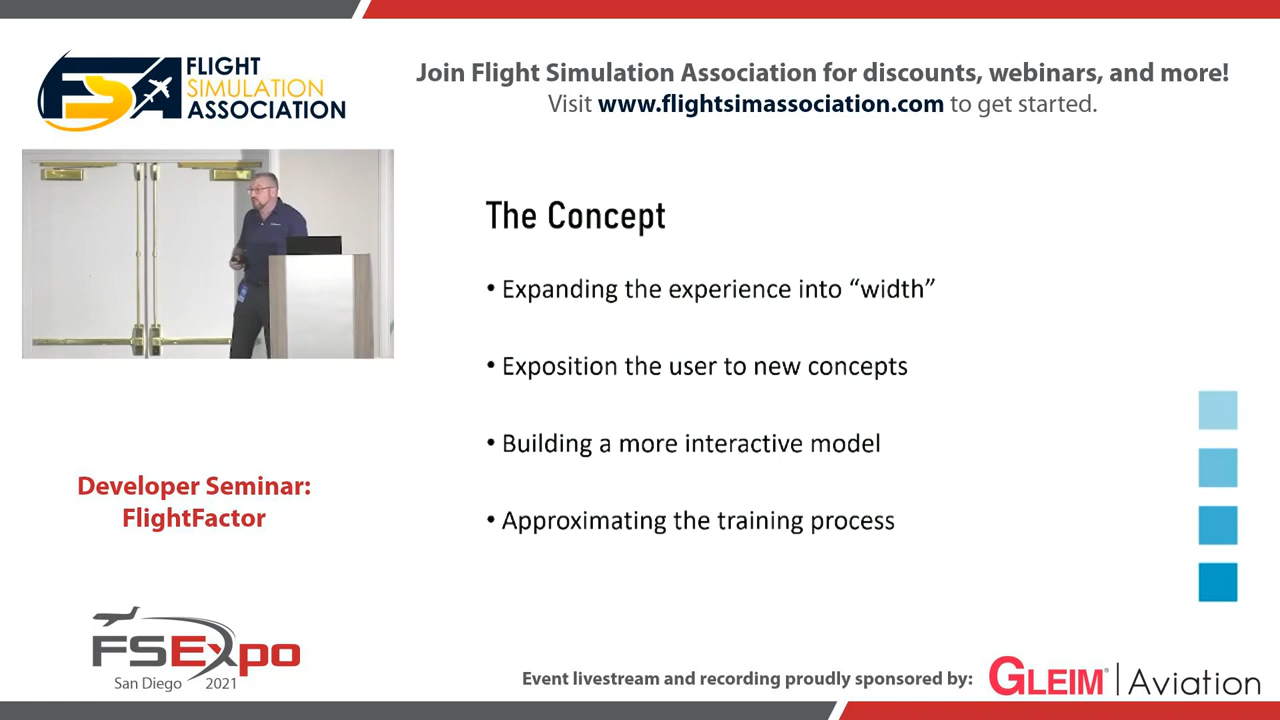 FSA
FLIGHT
SIMULATION
ASSOCIATION
Join Flight Simulation Association for discounts, webinars, and more!
Visit www.flightsimassociation.com to get started.
The Concept
• Expanding the experience into “width”
• Exposition the user to new concepts
• Building a more interactive model
• Approximating the training process
Developer Seminar:
FlightFactor
FSExpo
San Diego 2021
Event livestream and recording proudly sponsored by:
GLEIM® | Aviation